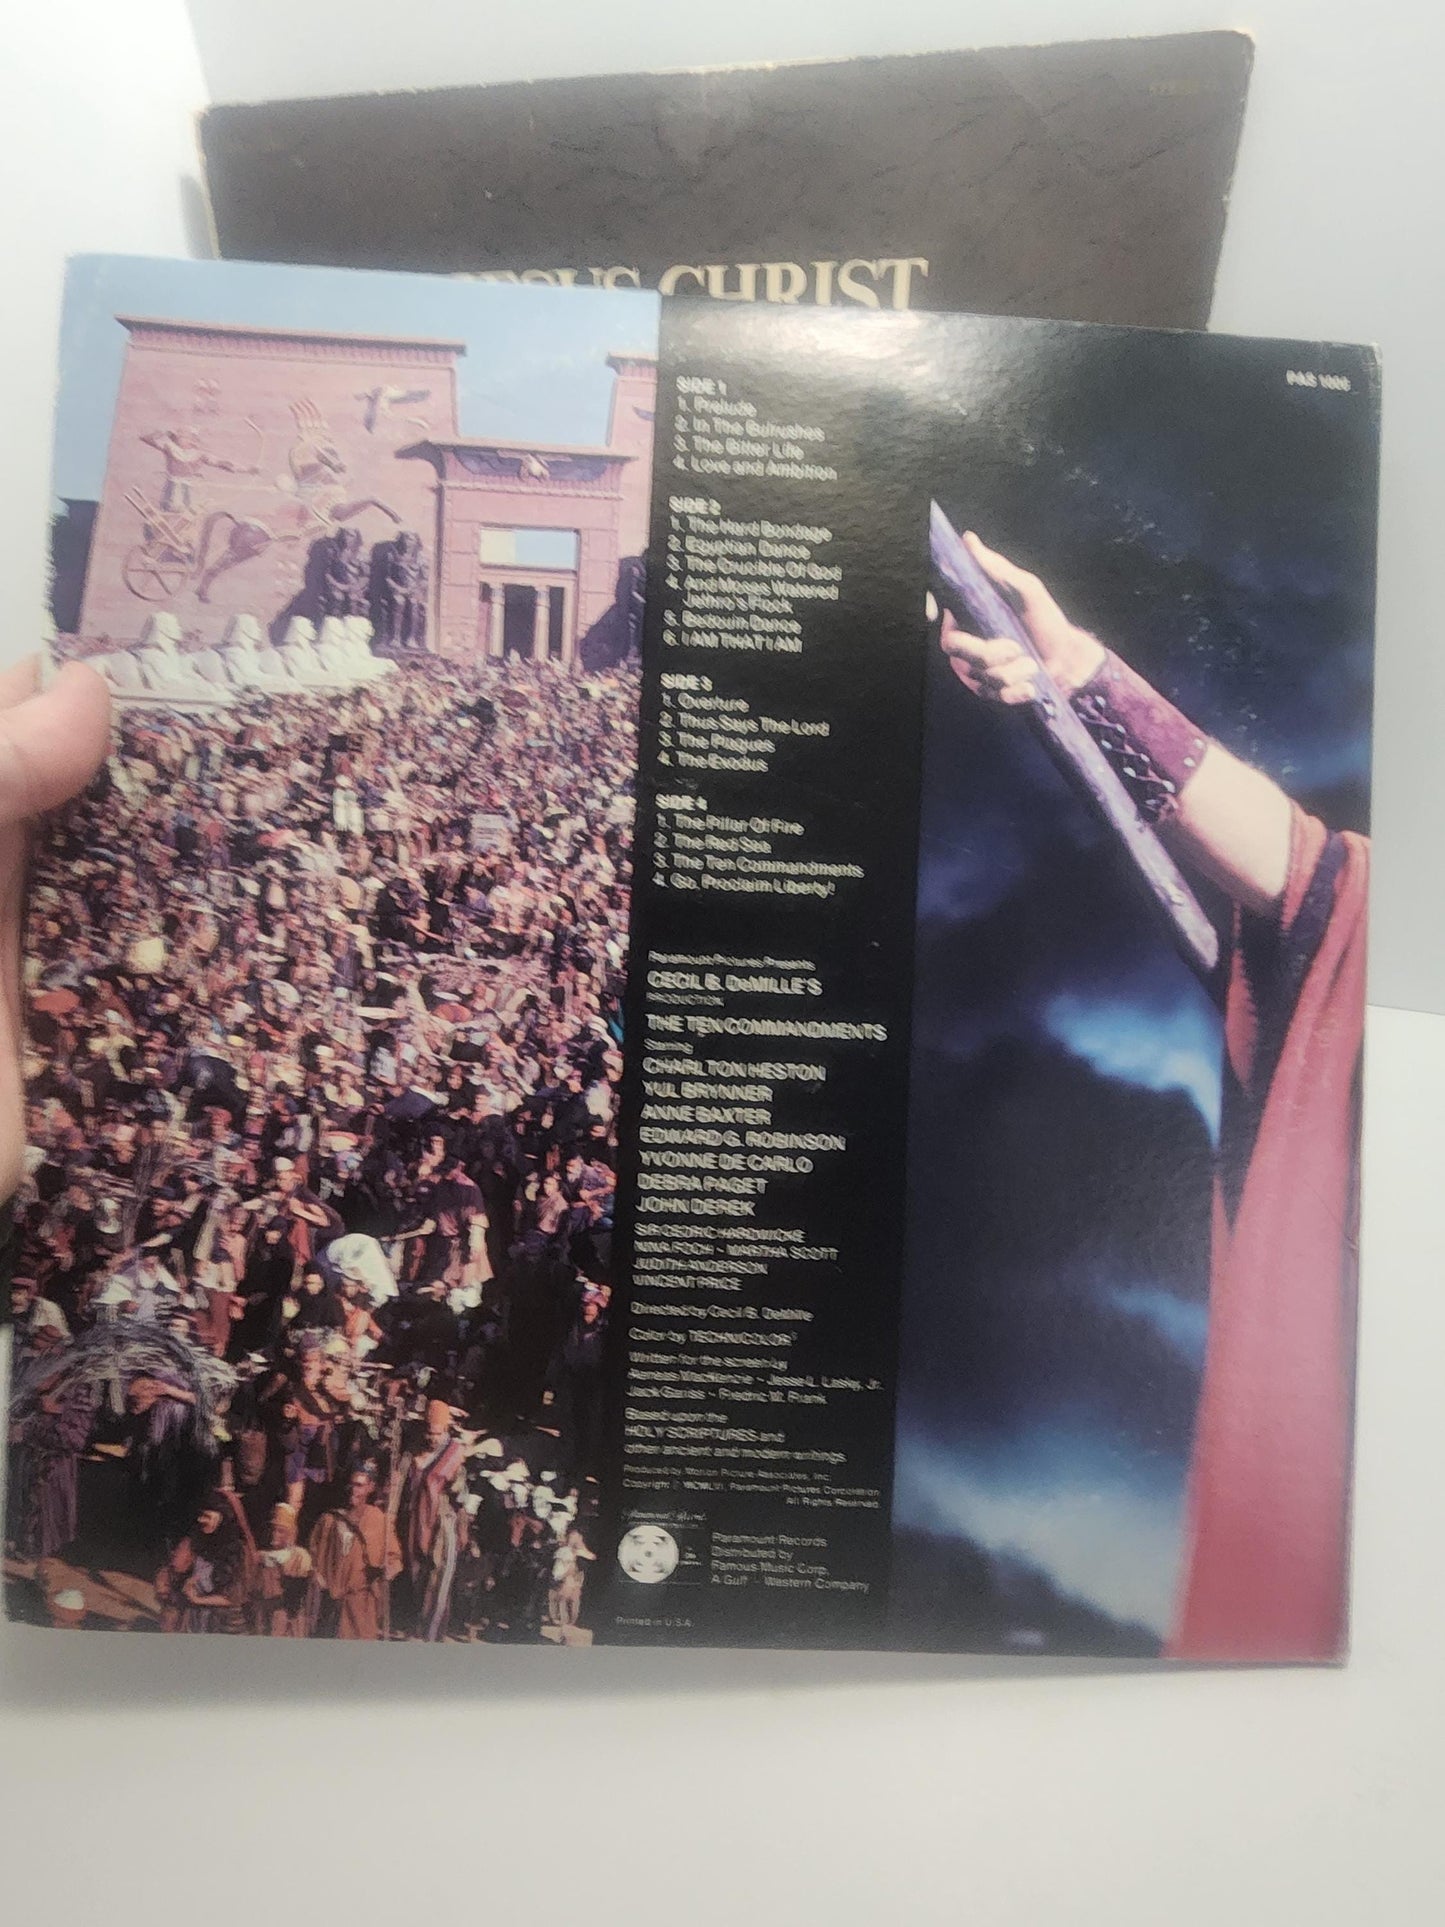 JESUS CHRIST
SIDE 1
1. Prelude
2. In The Bulrushes
3. The Bitter Life
4. Love and Ambition
SIDE 2
1. The Hard Bondage
2. Egyptian Dance
3. The Crucible Of God
4. And Moses Watered
Jethro's Flock
5. Bedouin Dance
6. I AM THAT I AM
SIDE 3
1. Overture
2. Thus Says The Lord
3. The Plagues
4. The Exodus
SIDE 4
1. The Pillar Of Fire
2. The Red Sea
3. The Ten Commandments
4. Go, Proclaim Liberty!
Paramount Pictures Presents
CECIL B. DeMILLE'S
PRODUCTION
THE TEN COMMANDMENTS
Starring
CHARLTON HESTON
YUL BRYNNER
ANNE BAXTER
EDWARD G. ROBINSON
YVONNE DE CARLO
DEBRA PAGET
JOHN DEREK
SIR CEDRIC HARDWICKE
NINA FOCH - MARTHA SCOTT
JUDITH ANDERSON
VINCENT PRICE
Directed by Cecil B. DeMille
Color by TECHNICOLOR®
Written for the screen by
Aeneas MacKenzie - Jesse L. Lasky, Jr.
Jack Gariss - Fredric M. Frank
Based upon the
HOLY SCRIPTURES and
other ancient and modern writings
Produced by Motion Picture Associates, Inc.
Copyright © MCMLVI, Paramount Pictures Corporation
All Rights Reserved.
Paramount Records
Distributed by
Famous Music Corp.
A Gulf + Western Company
Printed in U.S.A.
PAS 1006